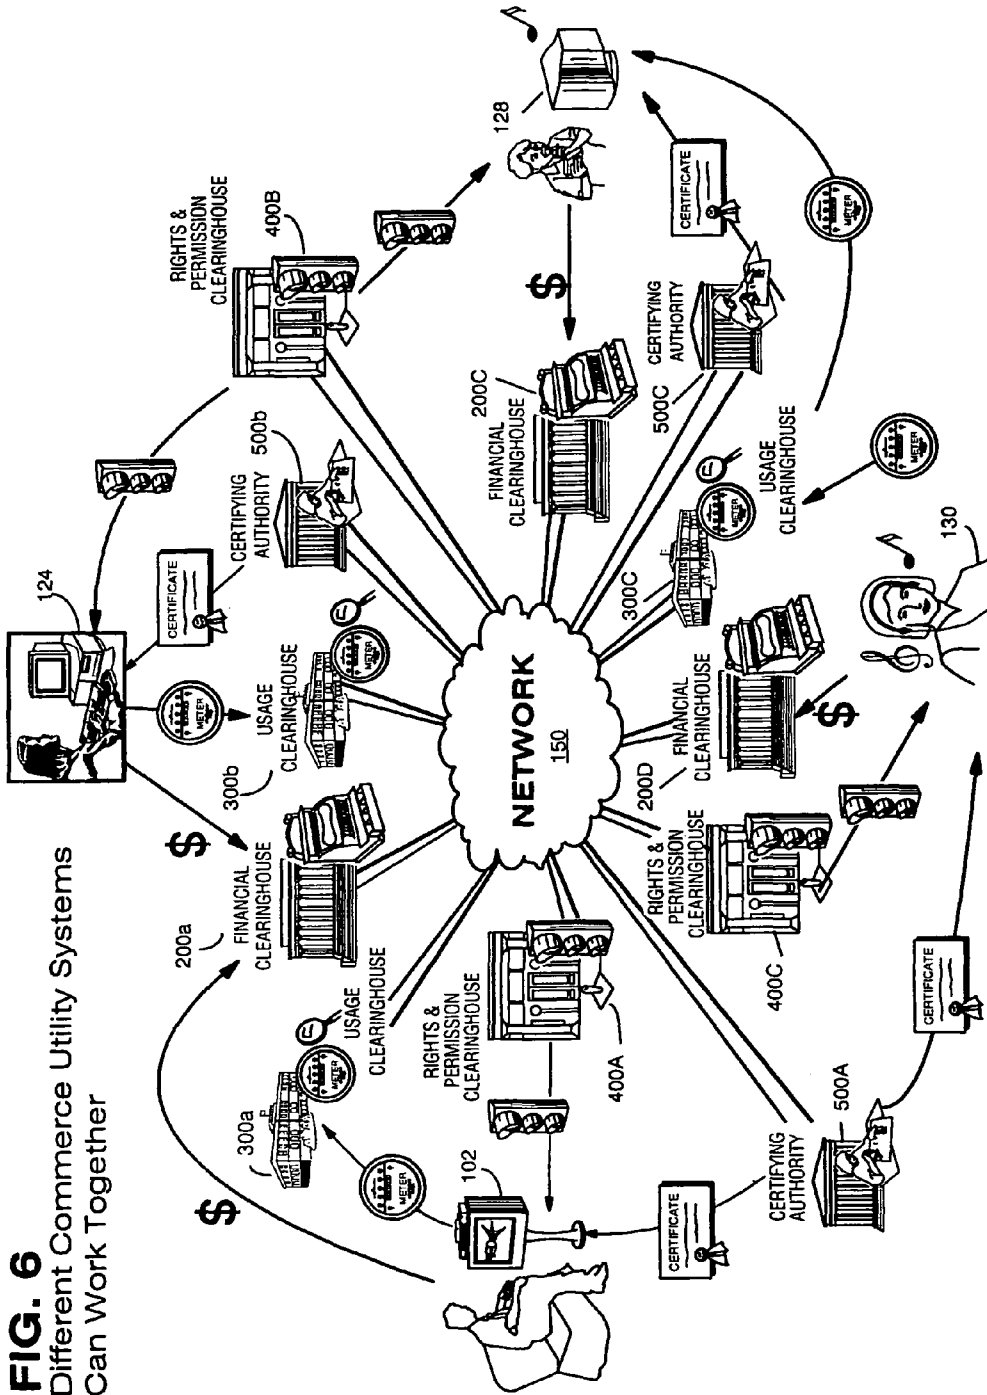 FIG. 6
Different Commerce Utility Systems
Can Work Together
$
200a
FINANCIAL
CLEARINGHOUSE
$
300b
USAGE
CLEARINGHOUSE
METER
METER
124
CERTIFICATE
CERTIFYING
AUTHORITY
500b
RIGHTS &
PERMISSION
CLEARINGHOUSE
400B
300a
METER
USAGE
CLEARINGHOUSE
METER
102
RIGHTS &
PERMISSION
CLEARINGHOUSE
400A
NETWORK
150
FINANCIAL
CLEARINGHOUSE
200C
$
128
CERTIFICATE
CERTIFYING
AUTHORITY
500A
CERTIFICATE
RIGHTS &
PERMISSION
CLEARINGHOUSE
400C
200D
FINANCIAL
CLEARINGHOUSE
$
300C
METER
USAGE
CLEARINGHOUSE
METER
500C
CERTIFYING
AUTHORITY
CERTIFICATE
METER
130